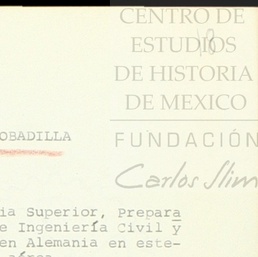 CENTRO DE
ESTUDIOS
DE HISTORIA
DE MEXICO
FUNDACIÓN
Carlos Slim
OBADILLA
ia Superior, Prepara
e Ingeniería Civil y
en Alemania en este-